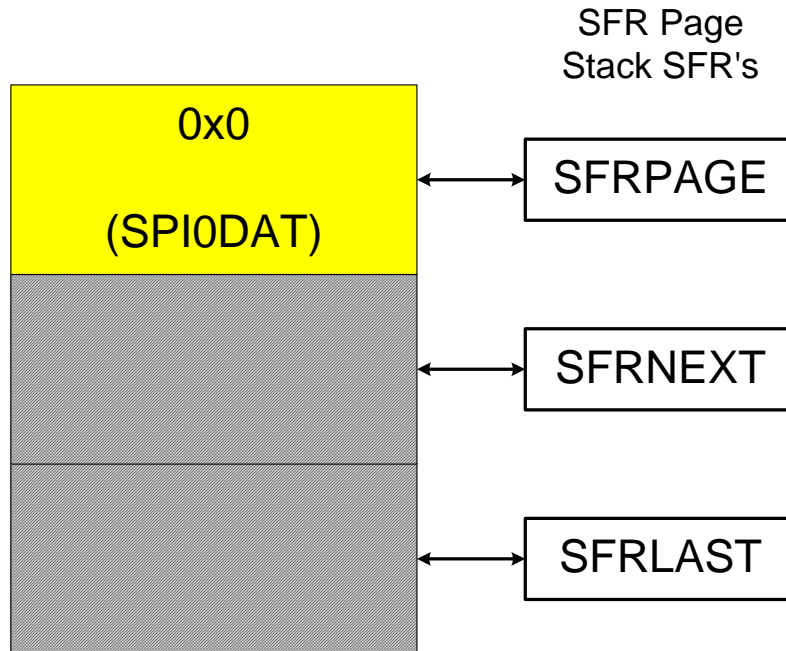 SFR Page
Stack SFR's
0x0
(SPI0DAT)
SFRPAGE
SFRNEXT
SFRLAST